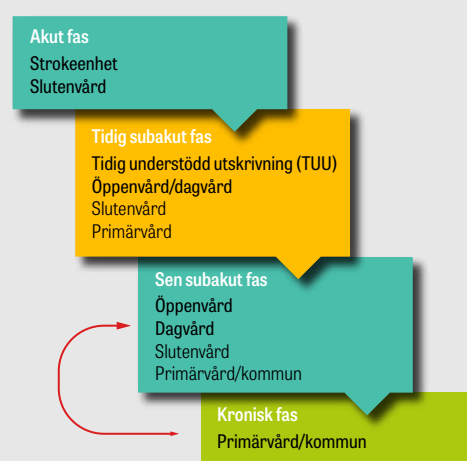 Akut fas
Strokeenhet
Slutenvård
Tidig subakut fas
Tidig understödd utskrivning (TUU)
Öppenvård/dagvård
Slutenvård
Primärvård
Sen subakut fas
Öppenvård
Dagvård
Slutenvård
Primärvård/kommun
Kronisk fas
Primärvård/kommun